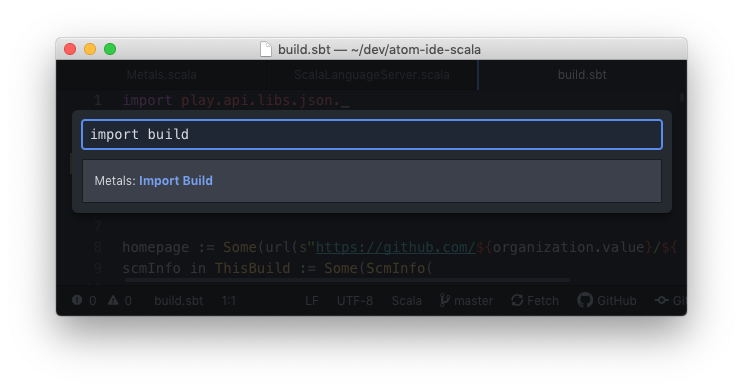 build.sbt — ~/dev/atom-ide-scala
Metals.scala ScalaLanguageServer.scala build.sbt
1 import play.api.libs.json._
import build
Metals: Import Build
7
8 homepage := Some(url(s"https://github.com/${organization.value}/${
9 scmInfo in ThisBuild := Some(ScmInfo(
0 0 build.sbt 1:1 LF UTF-8 Scala master Fetch GitHub Git